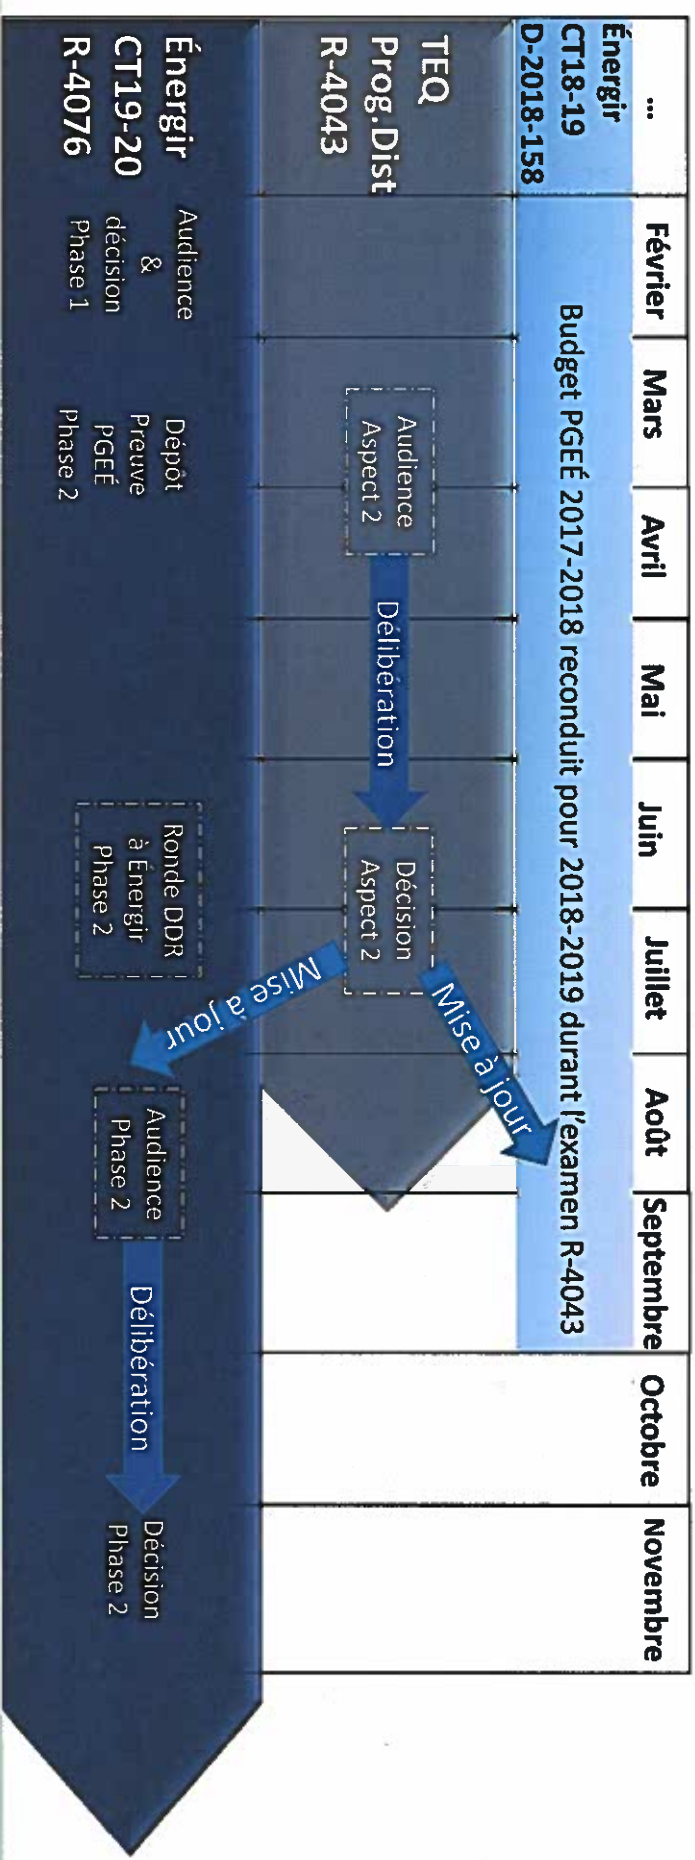 ...
Février
Mars
Avril
Mai
Juin
Juillet
Août
Septembre
Octobre
Novembre
Énergir
CT18-19
D-2018-158
Budget PGEÉ 2017-2018 reconduit pour 2018-2019 durant l'examen R-4043
TEQ
Prog.Dist
R-4043
Audience
Aspect 2
Délibération
Décision
Aspect 2
Mise à jour
Mise à jour
Énergir
CT19-20
R-4076
Audience
&
décision
Phase 1
Dépôt
Preuve
PGEÉ
Phase 2
Ronde DDR
à Énergir
Phase 2
Audience
Phase 2
Délibération
Décision
Phase 2